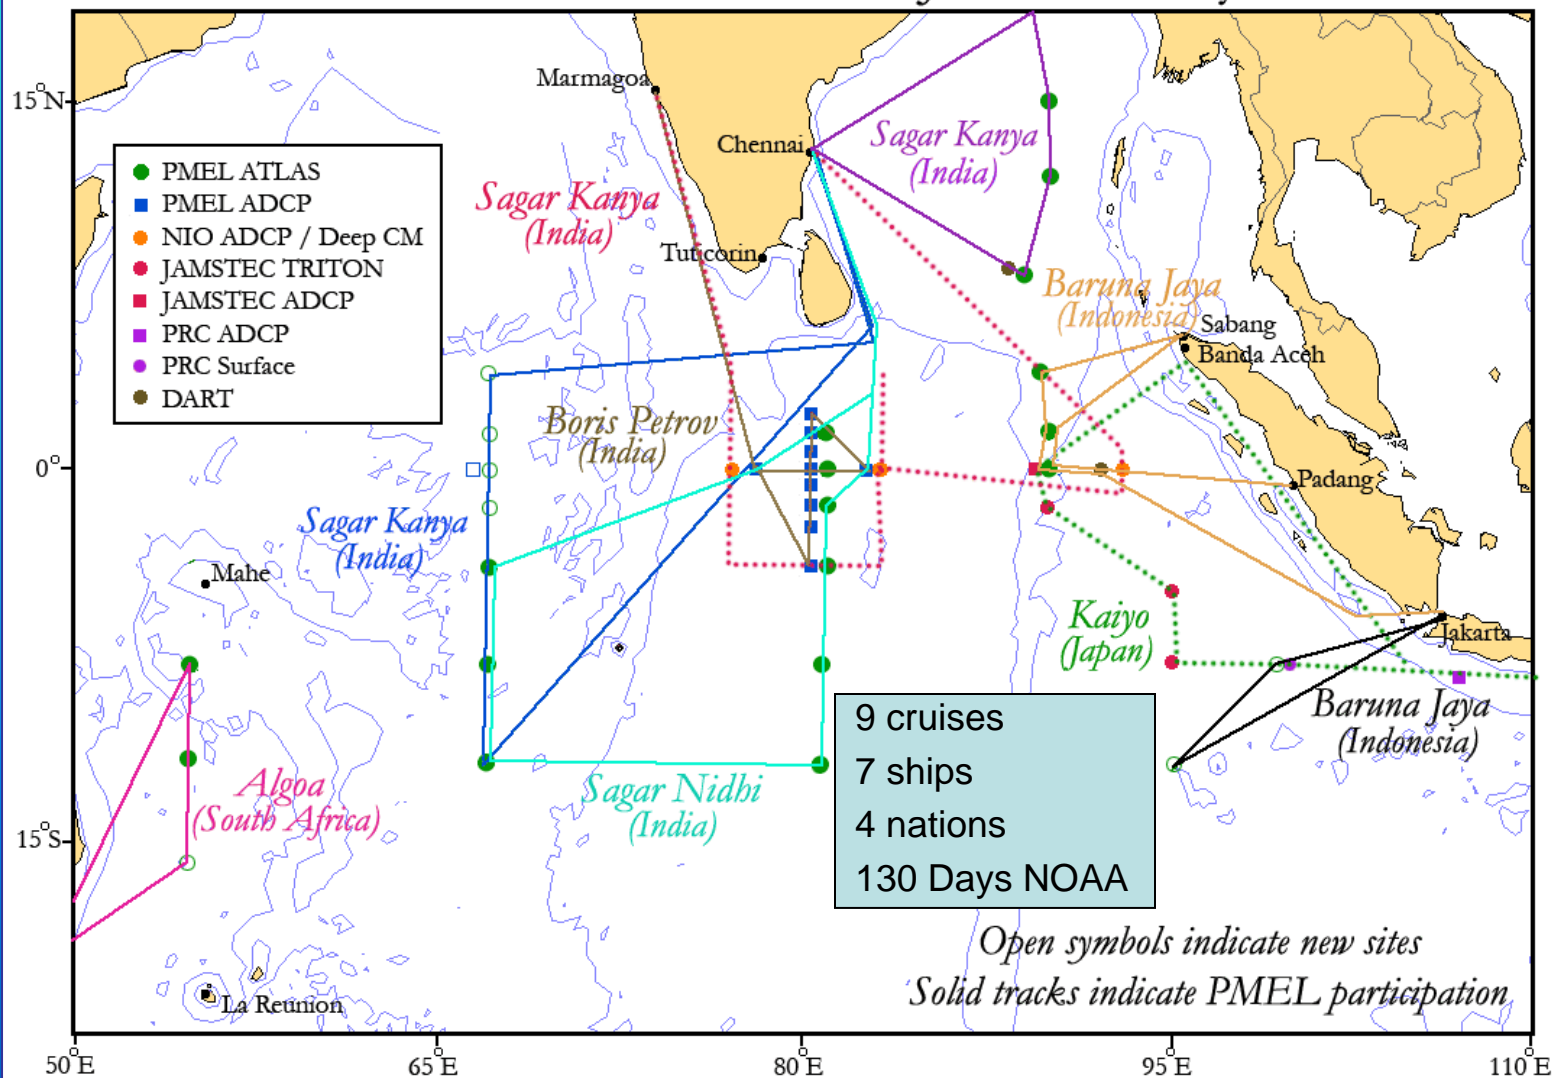 Marmagoa
15°N
Chennai
Sagar Kanya
(India)
PMEL ATLAS
PMEL ADCP
NIO ADCP / Deep CM
JAMSTEC TRITON
JAMSTEC ADCP
PRC ADCP
PRC Surface
DART
Sagar Kanya
(India)
Tuticorin
Baruna Jaya
(Indonesia)
Sabang
Banda Aceh
Boris Petrov
(India)
0°
Padang
Sagar Kanya
(India)
Mahe
Kaiyo
(Japan)
Jakarta
Baruna Jaya
(Indonesia)
9 cruises
7 ships
4 nations
130 Days NOAA
Algoa
(South Africa)
Sagar Nidhi
(India)
15°S
Open symbols indicate new sites
Solid tracks indicate PMEL participation
La Reunion
50°E
65°E
80°E
95°E
110°E